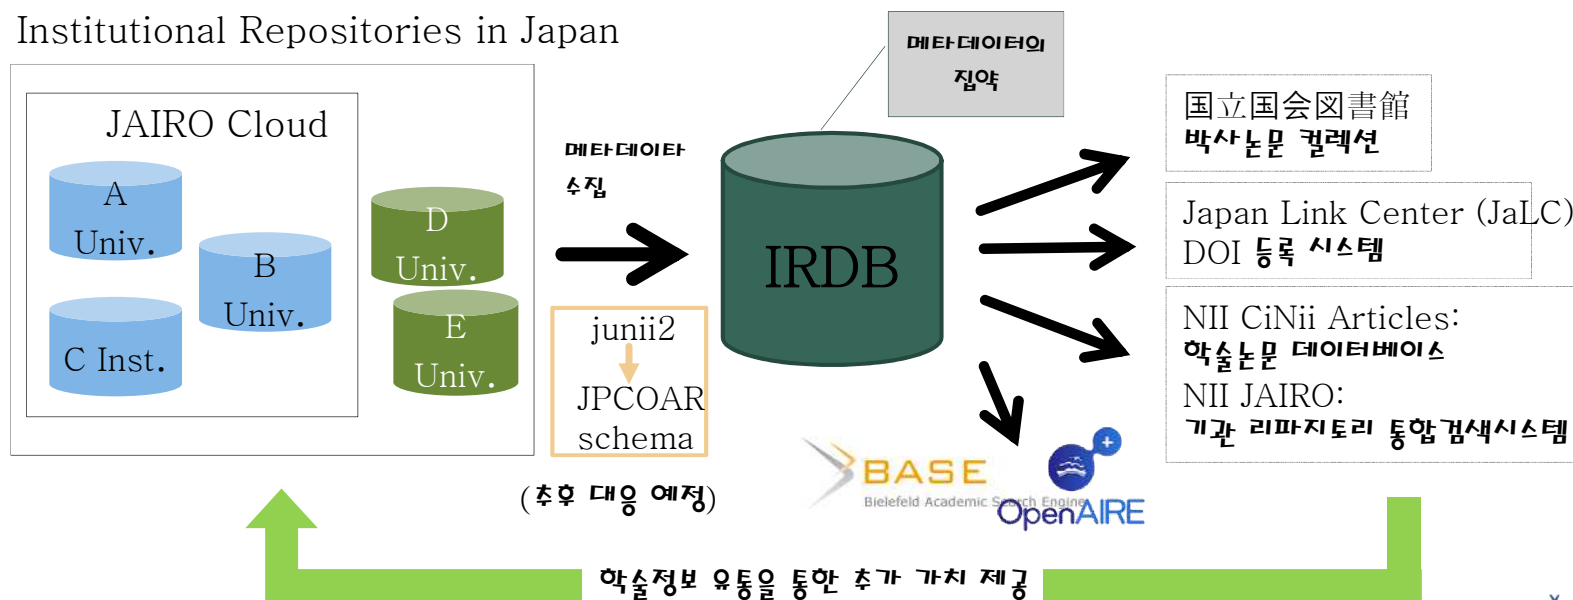 Institutional Repositories in Japan
JAIRO Cloud
A
Univ.
B
Univ.
C Inst.
D
Univ.
E
Univ.
메타데이타
수집
junii2
JPCOAR
schema
(추후 대응 예정)
메타데이터의
집약
IRDB
国立国会図書館
박사논문 컬렉션
Japan Link Center (JaLC)
DOI 등록 시스템
NII CiNii Articles:
학술논문 데이터베이스
NII JAIRO:
기관 리파지토리 통합검색시스템
BASE
Bielefeld Academic Search Engine
OpenAIRE
학술정보 유통을 통한 추가 가치 제공